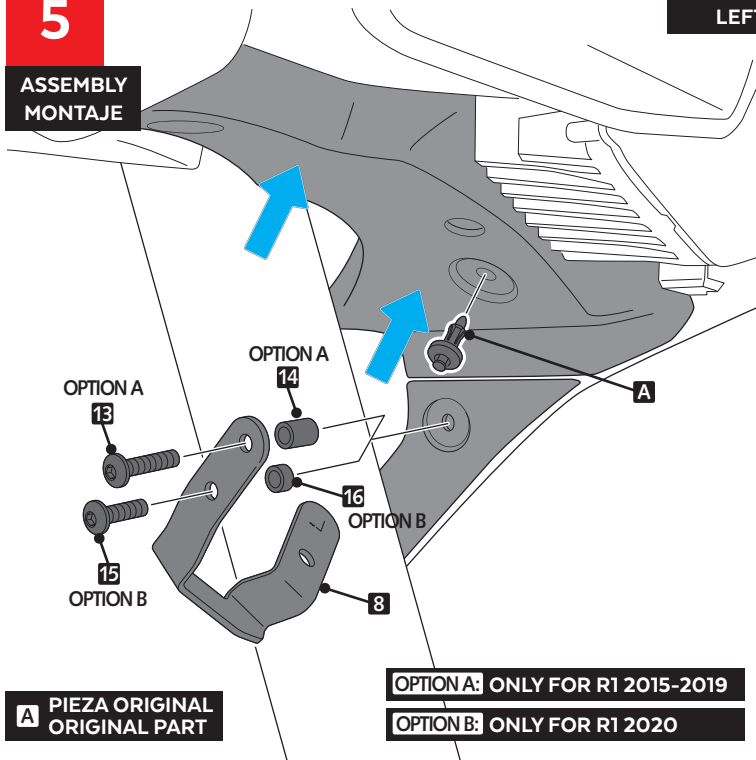 5
LEFT
ASSEMBLY
MONTAJE
OPTION A
14
OPTION A
13
A
16
OPTION B
15
OPTION B
L
8
A PIEZA ORIGINAL
ORIGINAL PART
OPTION A: ONLY FOR R1 2015-2019
OPTION B: ONLY FOR R1 2020